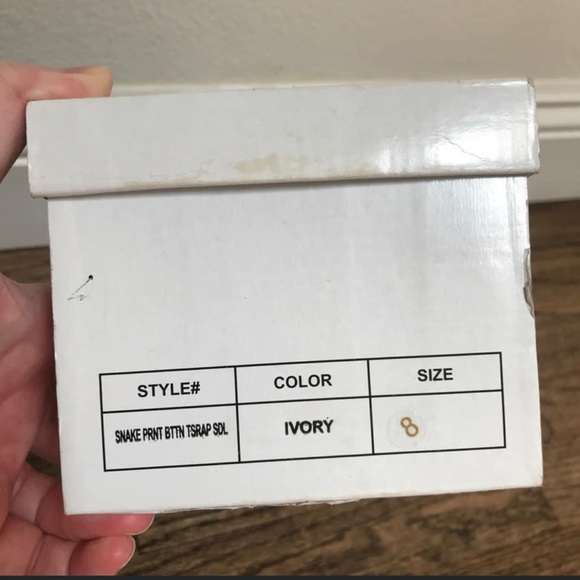 STYLE# COLOR SIZE
SNAKE PRNT BTTN TSRAP SDL IVORY 8